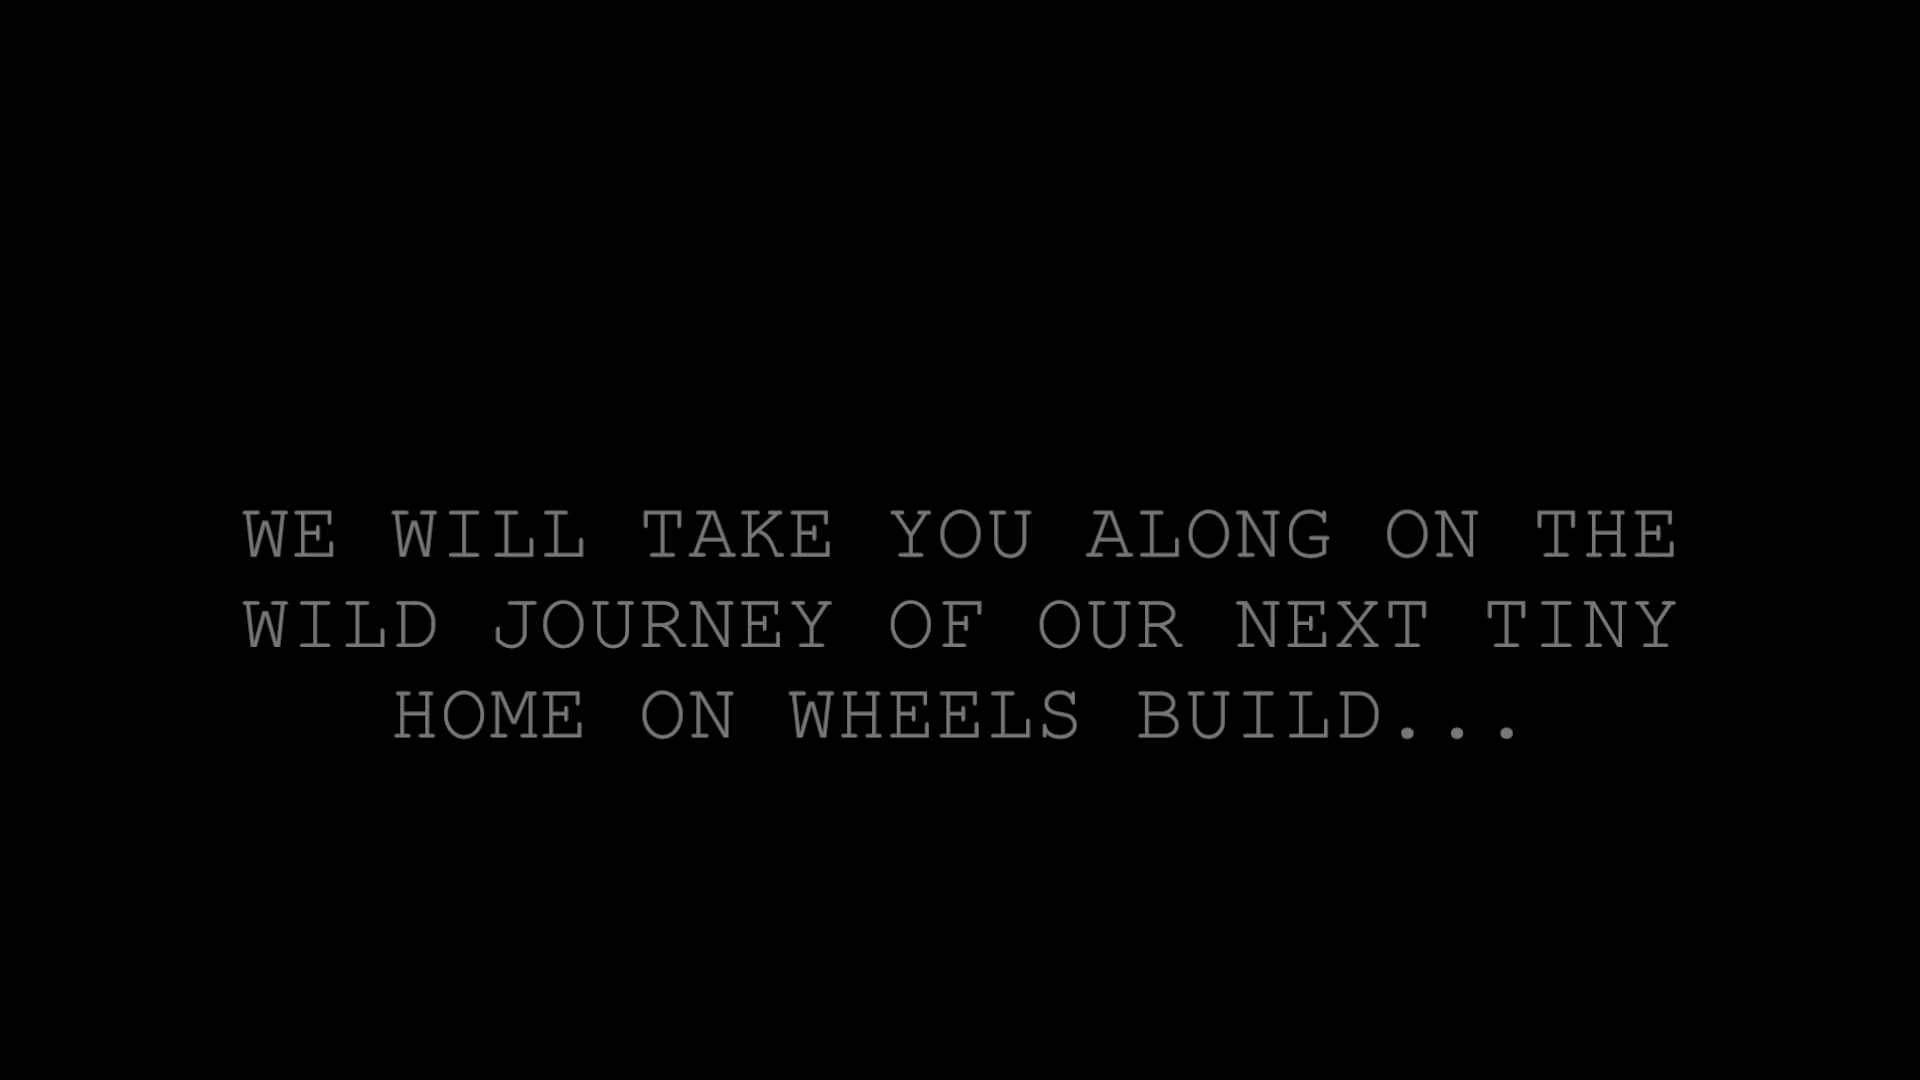 WE WILL TAKE YOU ALONG ON THE
WILD JOURNEY OF OUR NEXT TINY
HOME ON WHEELS BUILD...